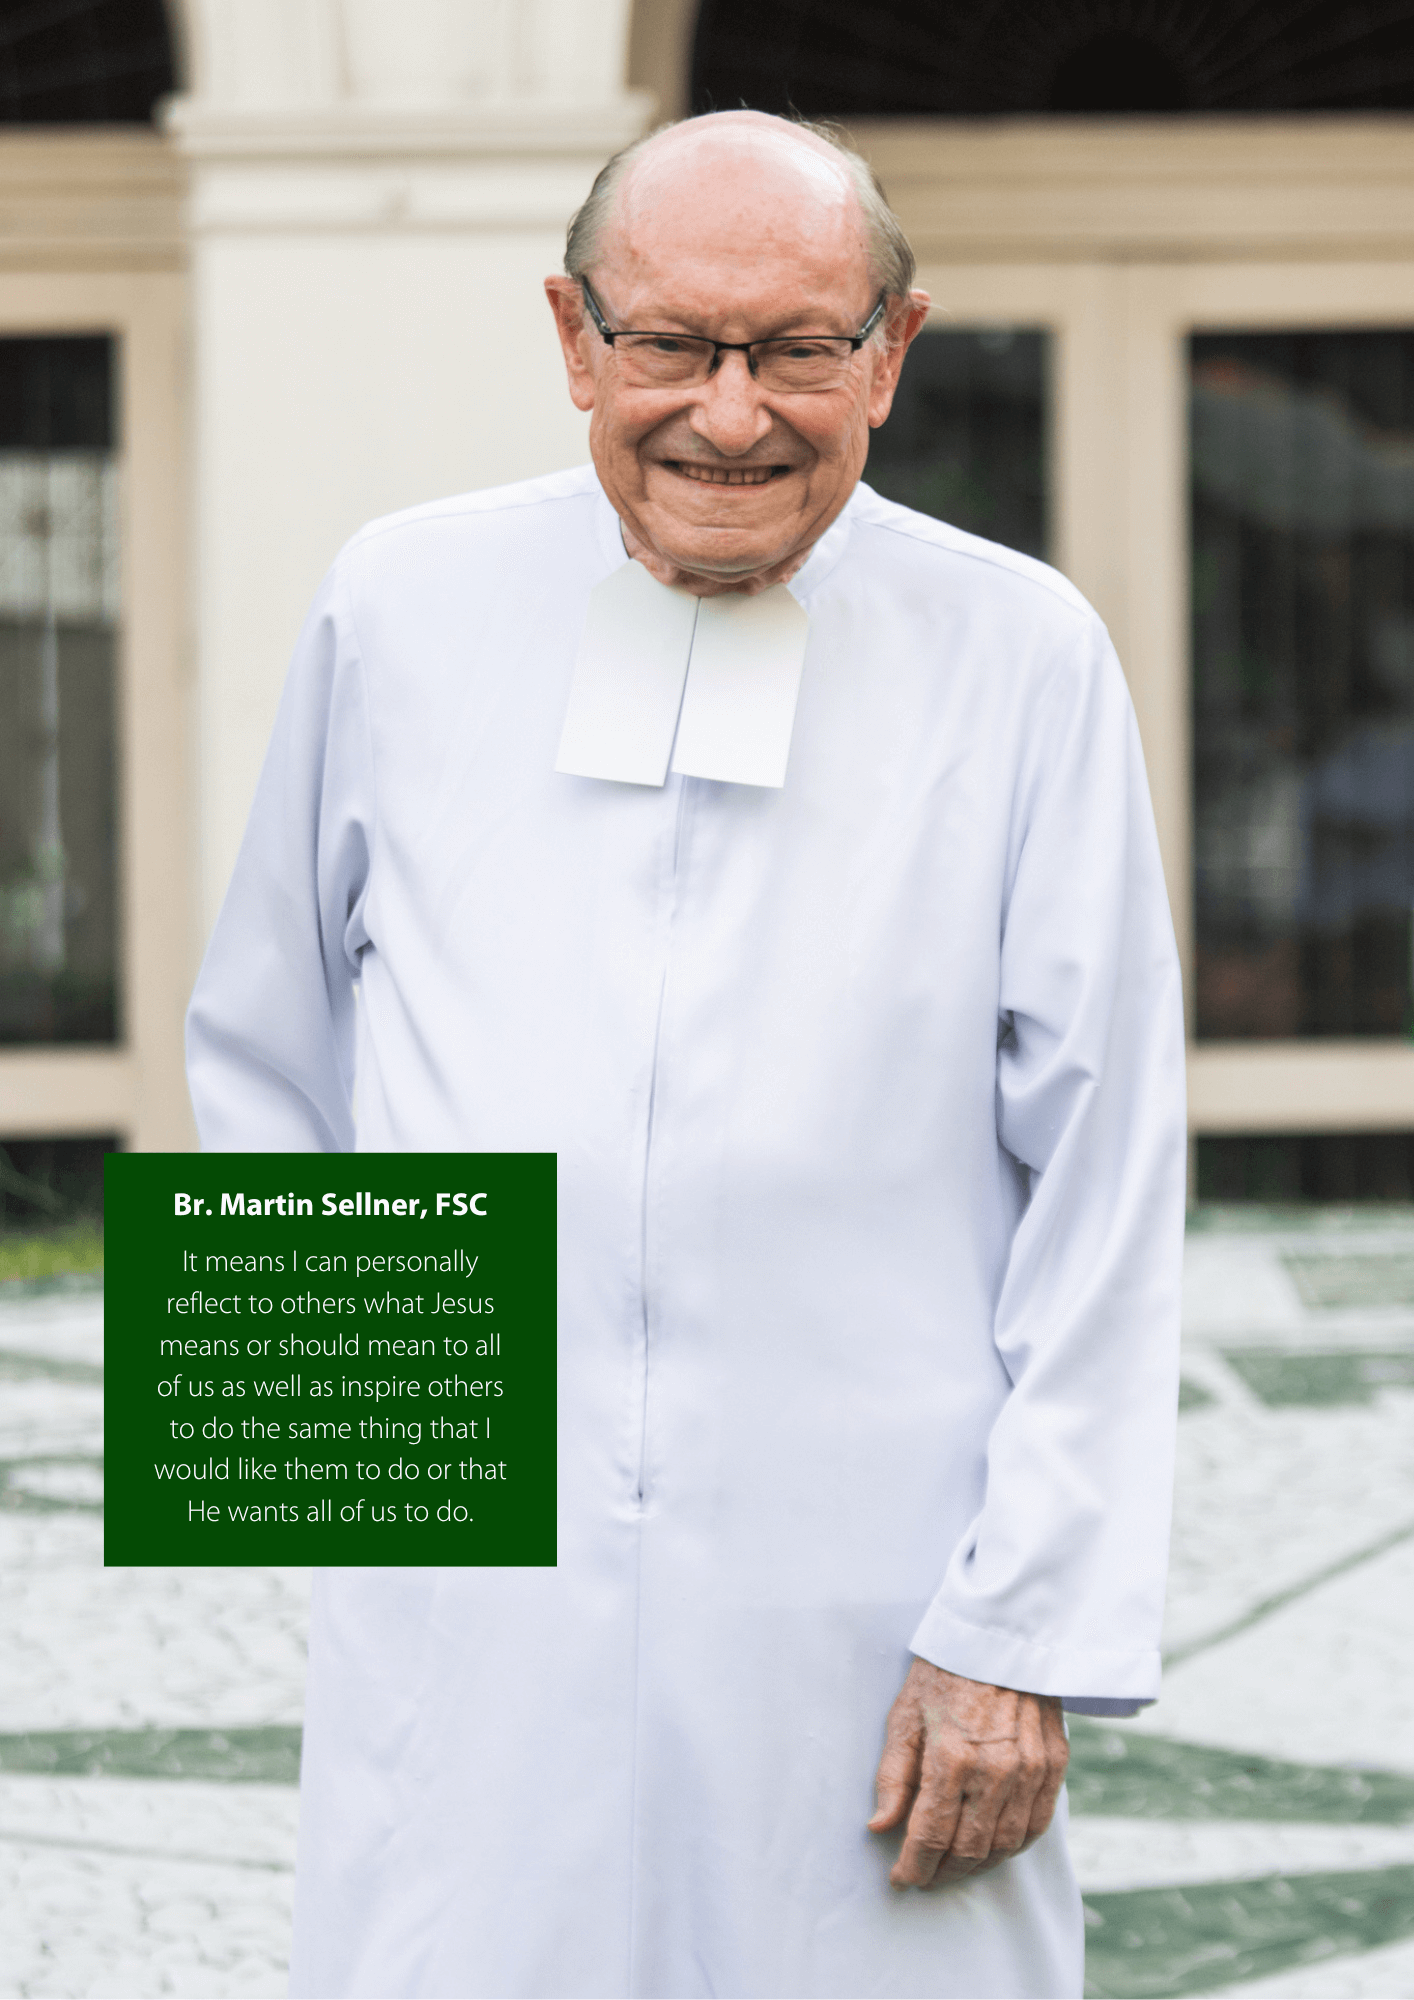 Br. Martin Sellner, FSC
It means I can personally
reflect to others what Jesus
means or should mean to all
of us as well as inspire others
to do the same thing that I
would like them to do or that
He wants all of us to do.